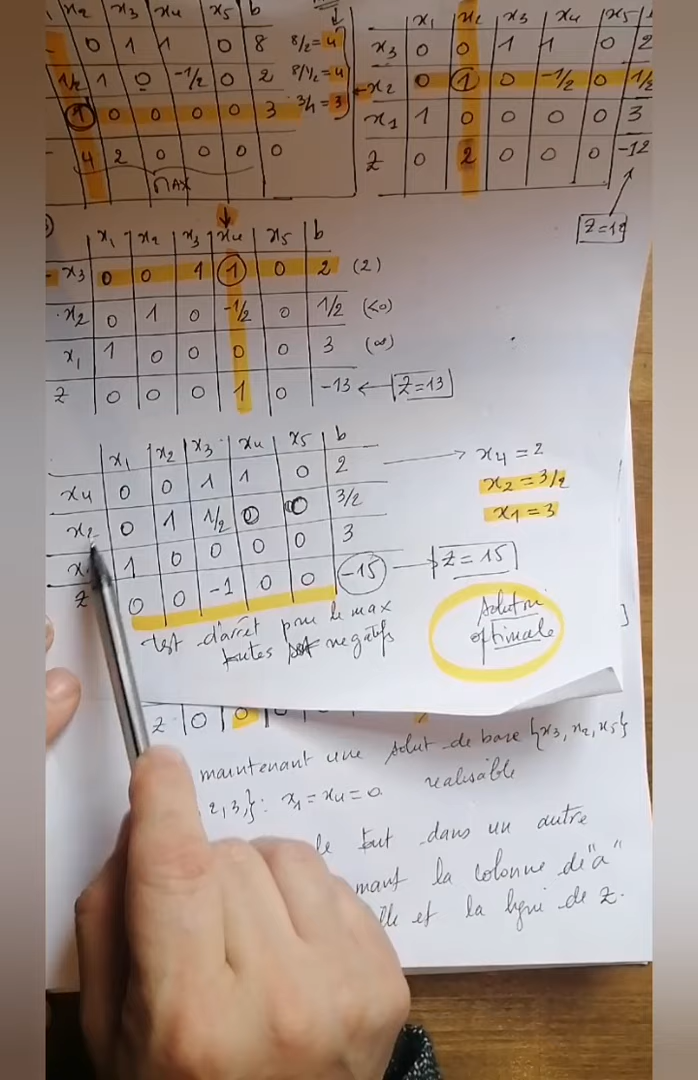 x₂ x₃ x₄ x₅ b
0 1 1 0 8 8/2=4
1/2 1 0 -1/2 0 2 8/1/2=4
1 0 0 0 0 3 3/1=3
4 2 0 0 0 0
MAX
x₁ x₂ x₃ x₄ x₅
x₃ 0 0 1 1 0 2
x₂ 0 1 0 -1/2 0 1/2
x₁ 1 0 0 0 0 3
Z 0 2 0 0 0 -12
Z=12
x₁ x₂ x₃ x₄ x₅ b
x₃ 0 0 1 1 0 2 (2)
x₂ 0 1 0 -1/2 0 1/2 (<0)
x₁ 1 0 0 0 0 3 (∞)
Z 0 0 0 1 0 -13 ← Z=13
x₁ x₂ x₃ x₄ x₅ b
x₄ 0 0 1 1 0 2 → x₄=2
x₂ 0 1 1/2 0 0 3/2 x₂=3/2
1 0 0 0 0 3 x₁=3
Z 0 0 -1 0 0 -15 → Z=15
test d'arrêt pour le max
toutes négatifs
solution
optimale
Z 0 0
maintenant une solut de base {x₃, x₂, x₅}
2,3,}: x₁=x₄=0 realisable
le tout dans un autre
mant la colonne de "a"
lle et la ligne de Z.